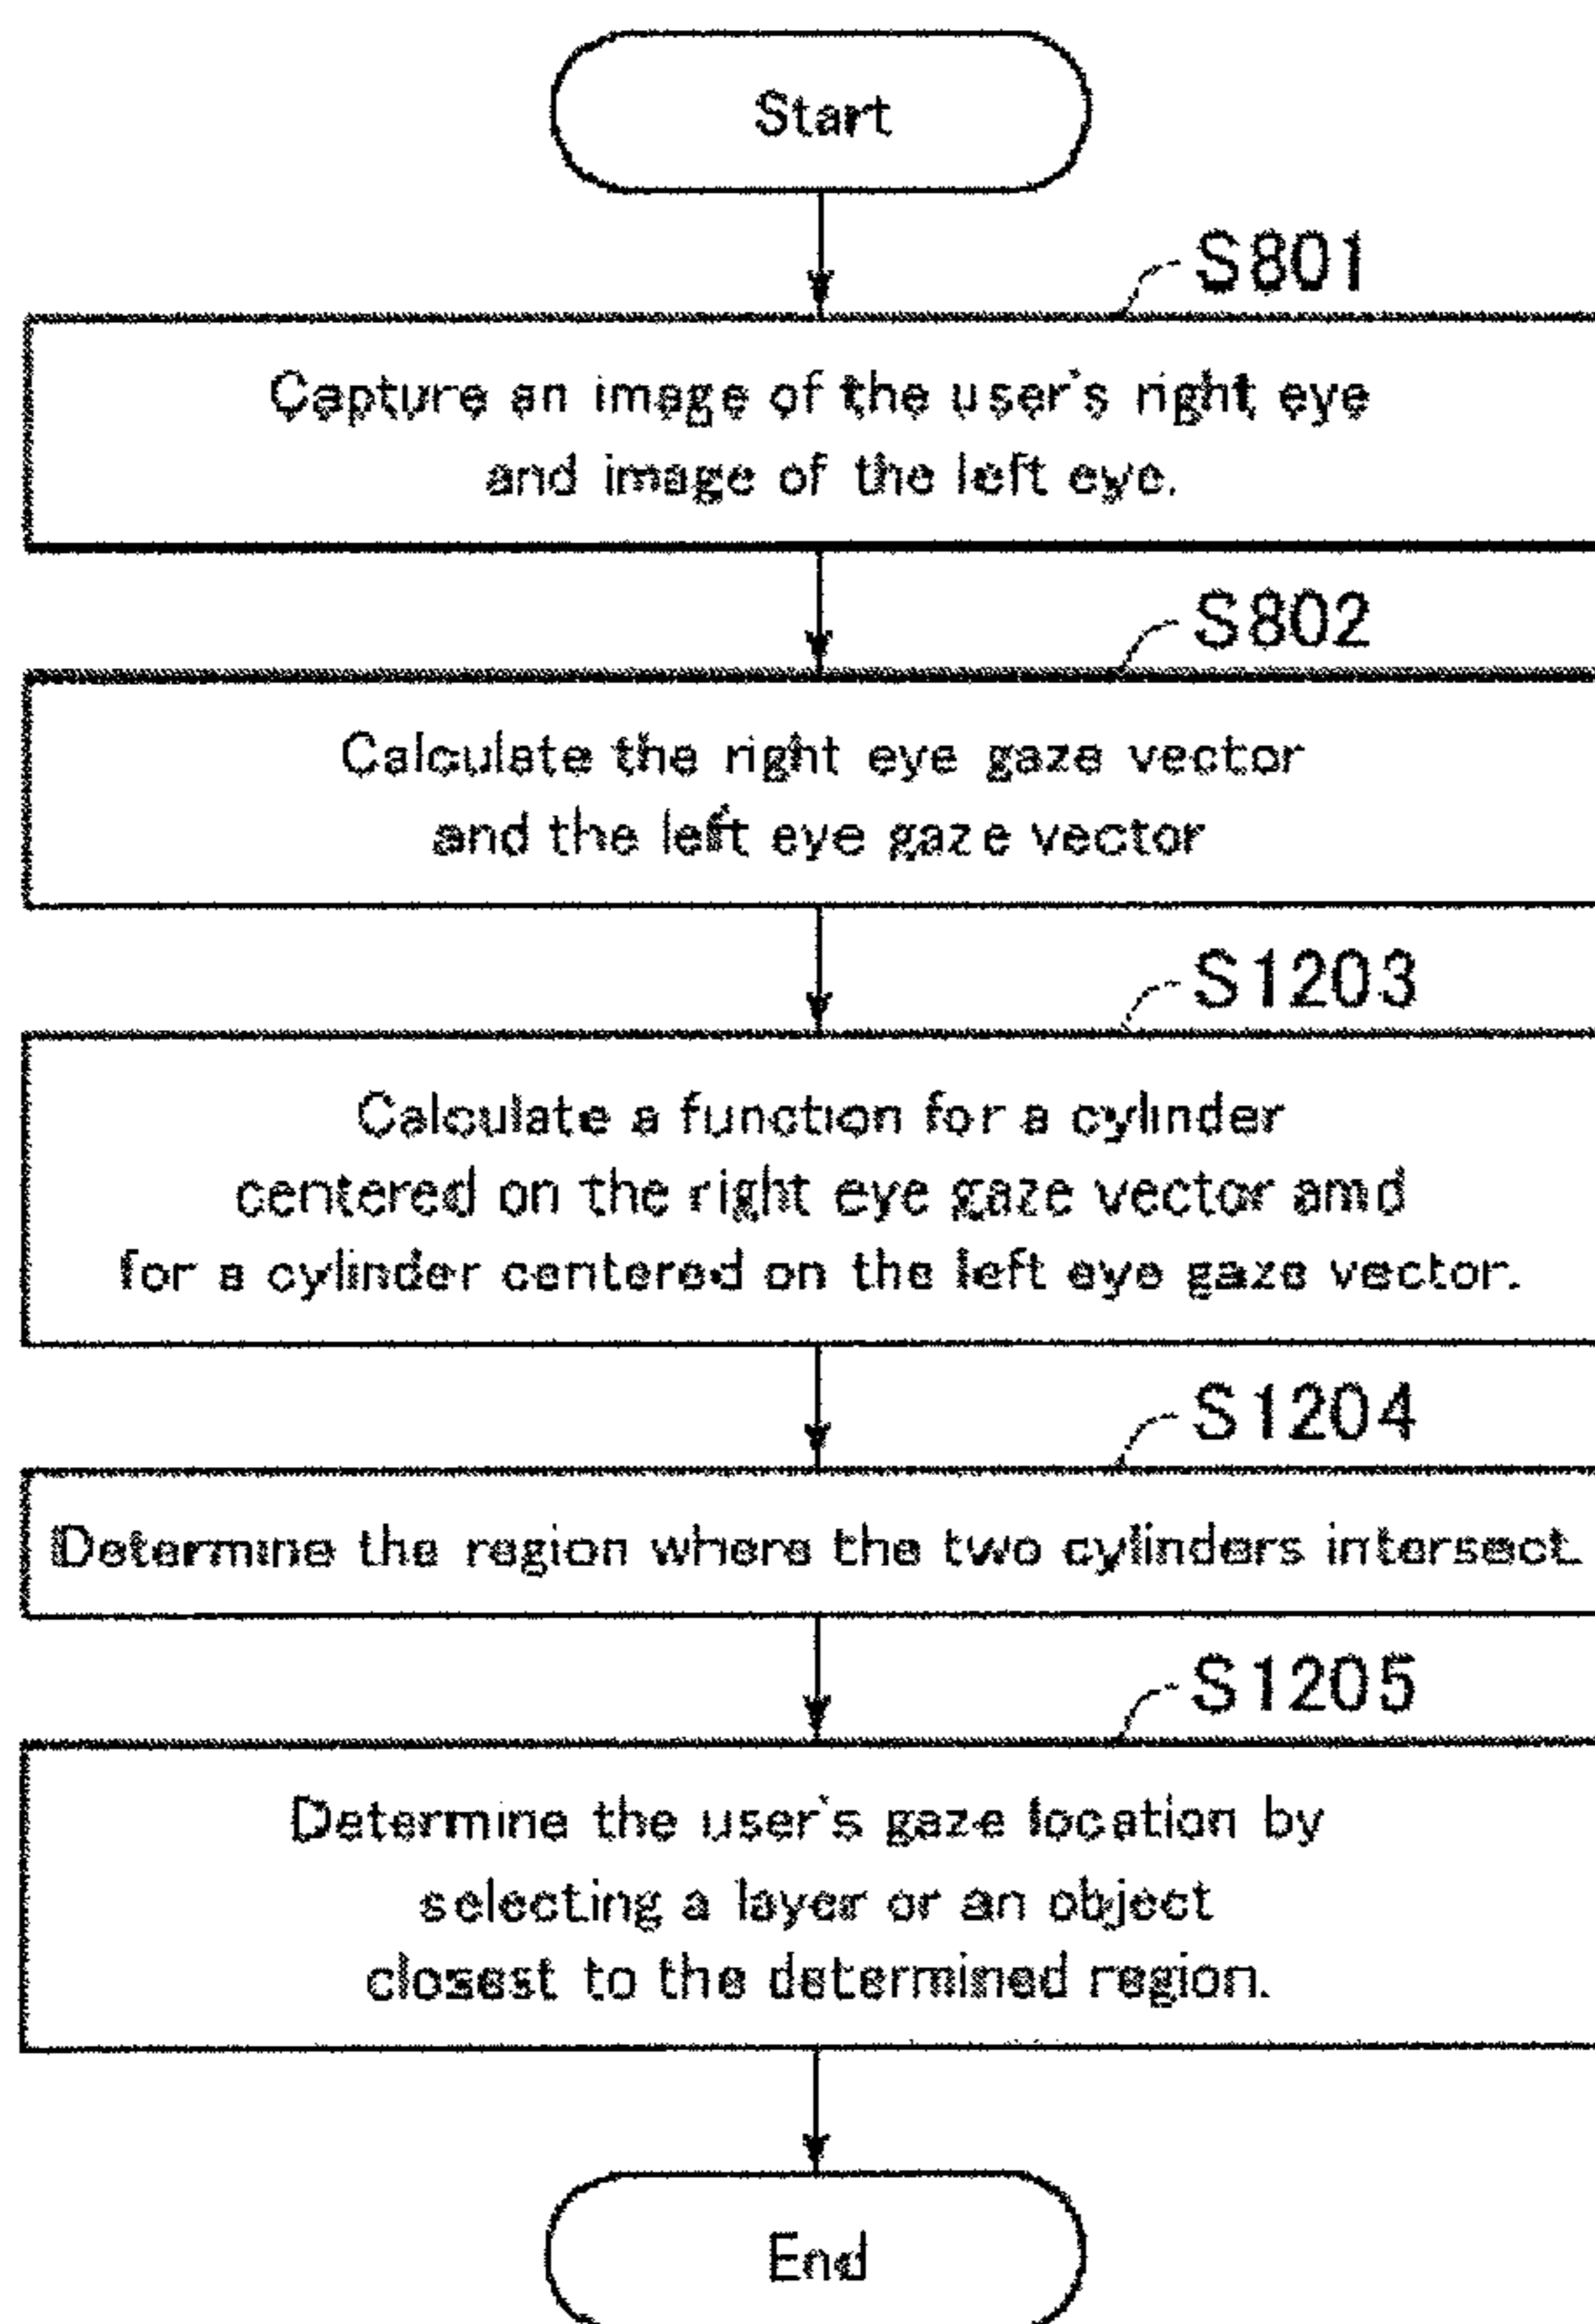 Start
S801
Capture an image of the user's right eye
and image of the left eye.
S802
Calculate the right eye gaze vector
and the left eye gaze vector
S1203
Calculate a function for a cylinder
centered on the right eye gaze vector amd
for a cylinder centered on the left eye gaze vector.
S1204
Determine the region where the two cylinders intersect.
S1205
Determine the user's gaze location by
selecting a layer or an object
closest to the determined region.
End